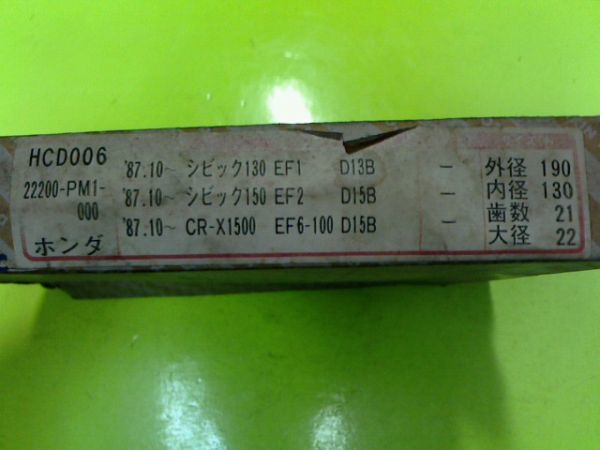 HCD006
22200-PM1-
000
ホンダ
'87.10~ シビック130 EF1 D13B —
'87.10~ シビック150 EF2 D15B —
'87.10~ CR-X1500 EF6-100 D15B —
外径 190
内径 130
歯数 21
大径 22